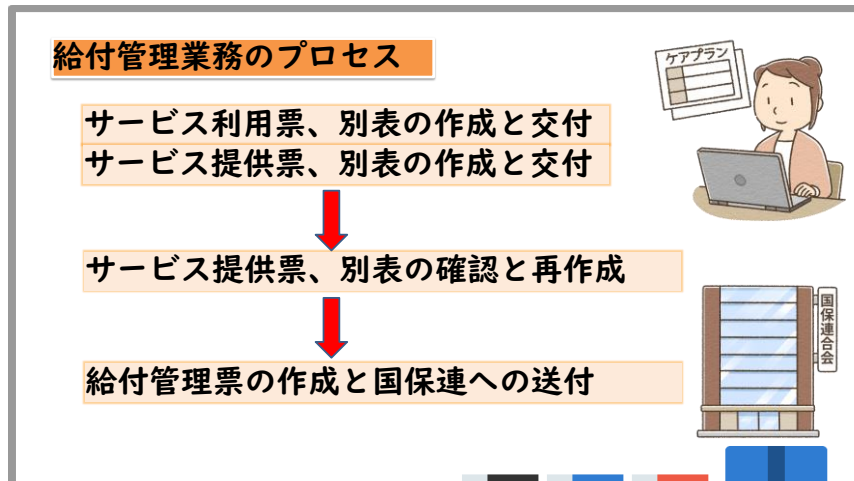 給付管理業務のプロセス
ケアプラン
サービス利用票、別表の作成と交付
サービス提供票、別表の作成と交付
サービス提供票、別表の確認と再作成
国保連合会
給付管理票の作成と国保連への送付